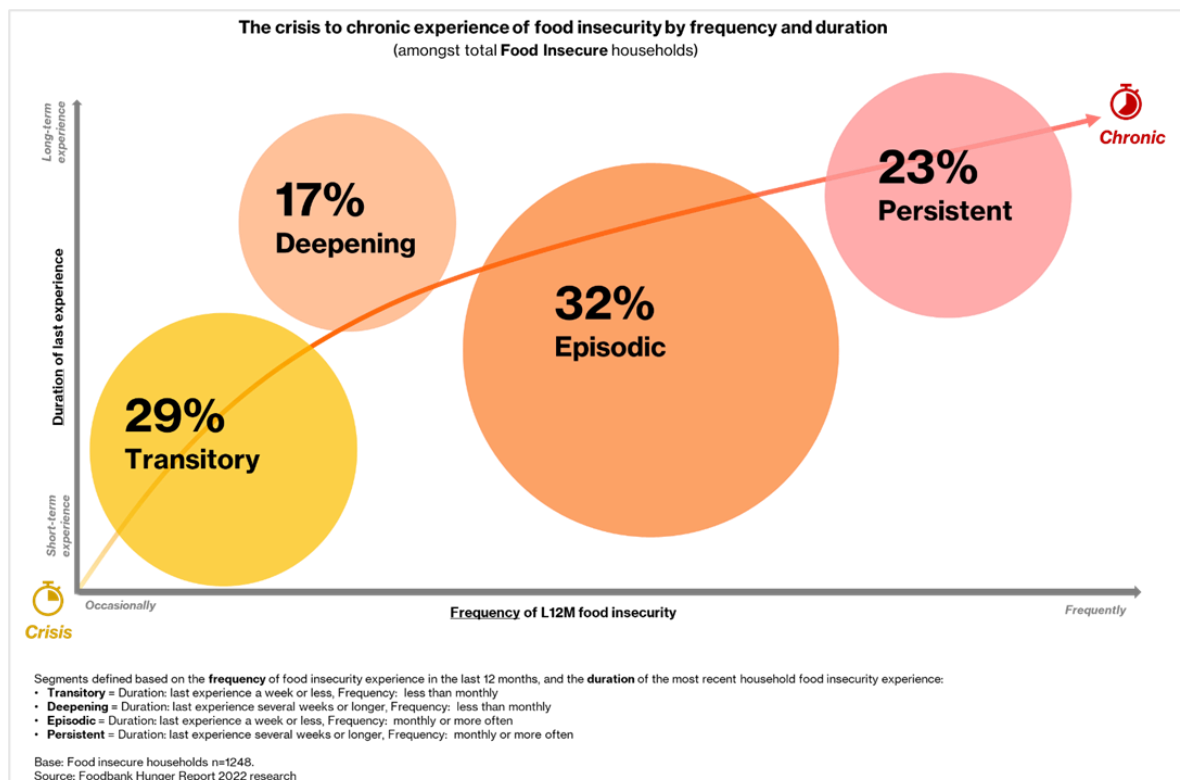 The crisis to chronic experience of food insecurity by frequency and duration
(amongst total Food Insecure households)
Long-term
experience
Duration of last experience
Short-term
experience
17%
Deepening
23%
Persistent
Chronic
32%
Episodic
29%
Transitory
Crisis
Occasionally
Frequency of L12M food insecurity
Frequently
Segments defined based on the frequency of food insecurity experience in the last 12 months, and the duration of the most recent household food insecurity experience:
• Transitory = Duration: last experience a week or less, Frequency: less than monthly
• Deepening = Duration: last experience several weeks or longer, Frequency: less than monthly
• Episodic = Duration: last experience a week or less, Frequency: monthly or more often
• Persistent = Duration: last experience several weeks or longer, Frequency: monthly or more often
Base: Food insecure households n=1248.
Source: Foodbank Hunger Report 2022 research